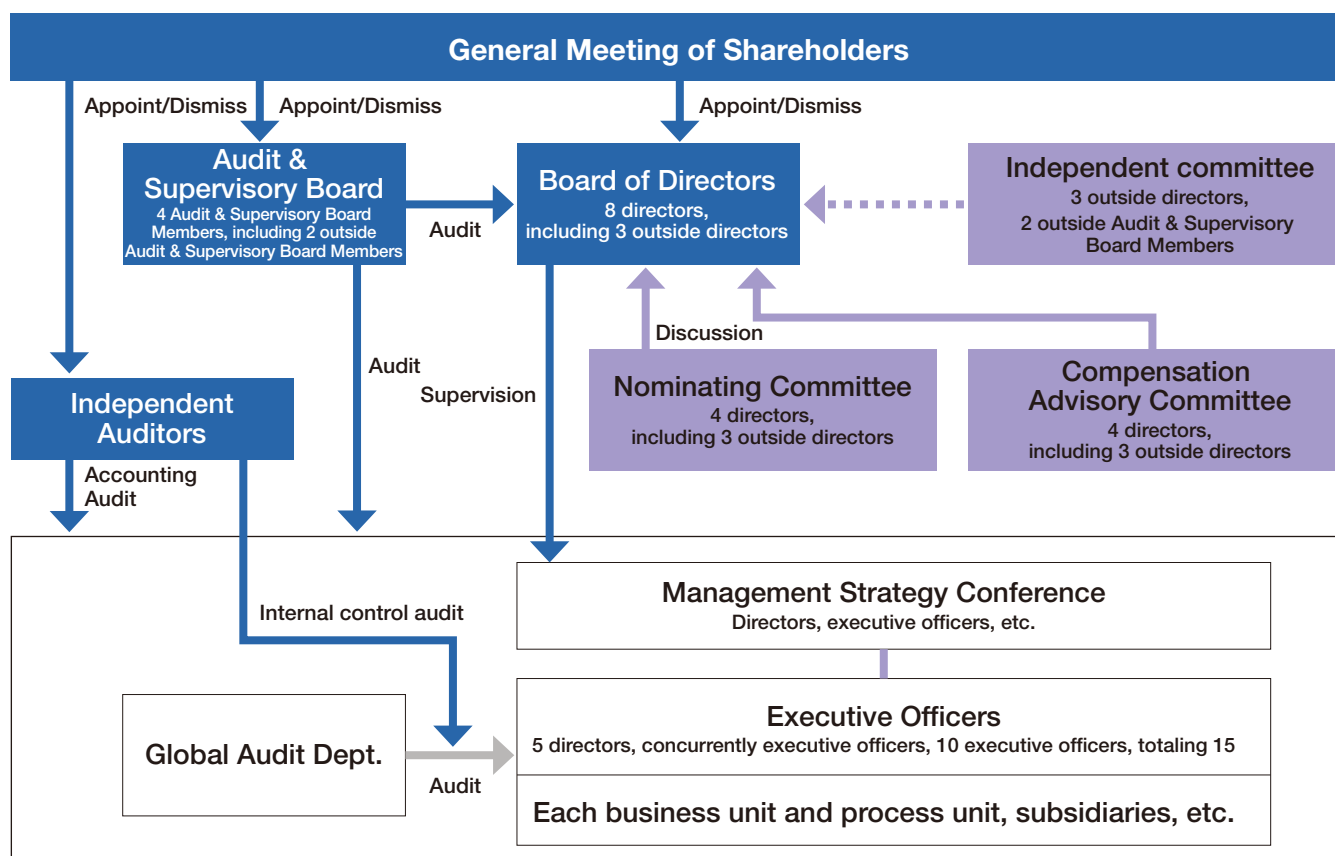 General Meeting of Shareholders
Appoint/Dismiss
Appoint/Dismiss
Appoint/Dismiss
Audit &
Supervisory Board
4 Audit & Supervisory Board
Members, including 2 outside
Audit & Supervisory Board Members
Audit
Board of Directors
8 directors,
including 3 outside directors
Independent committee
3 outside directors,
2 outside Audit & Supervisory
Board Members
Discussion
Audit
Supervision
Nominating Committee
4 directors,
including 3 outside directors
Compensation
Advisory Committee
4 directors,
including 3 outside directors
Independent
Auditors
Accounting
Audit
Internal control audit
Management Strategy Conference
Directors, executive officers, etc.
Global Audit Dept.
Audit
Executive Officers
5 directors, concurrently executive officers, 10 executive officers, totaling 15
Each business unit and process unit, subsidiaries, etc.